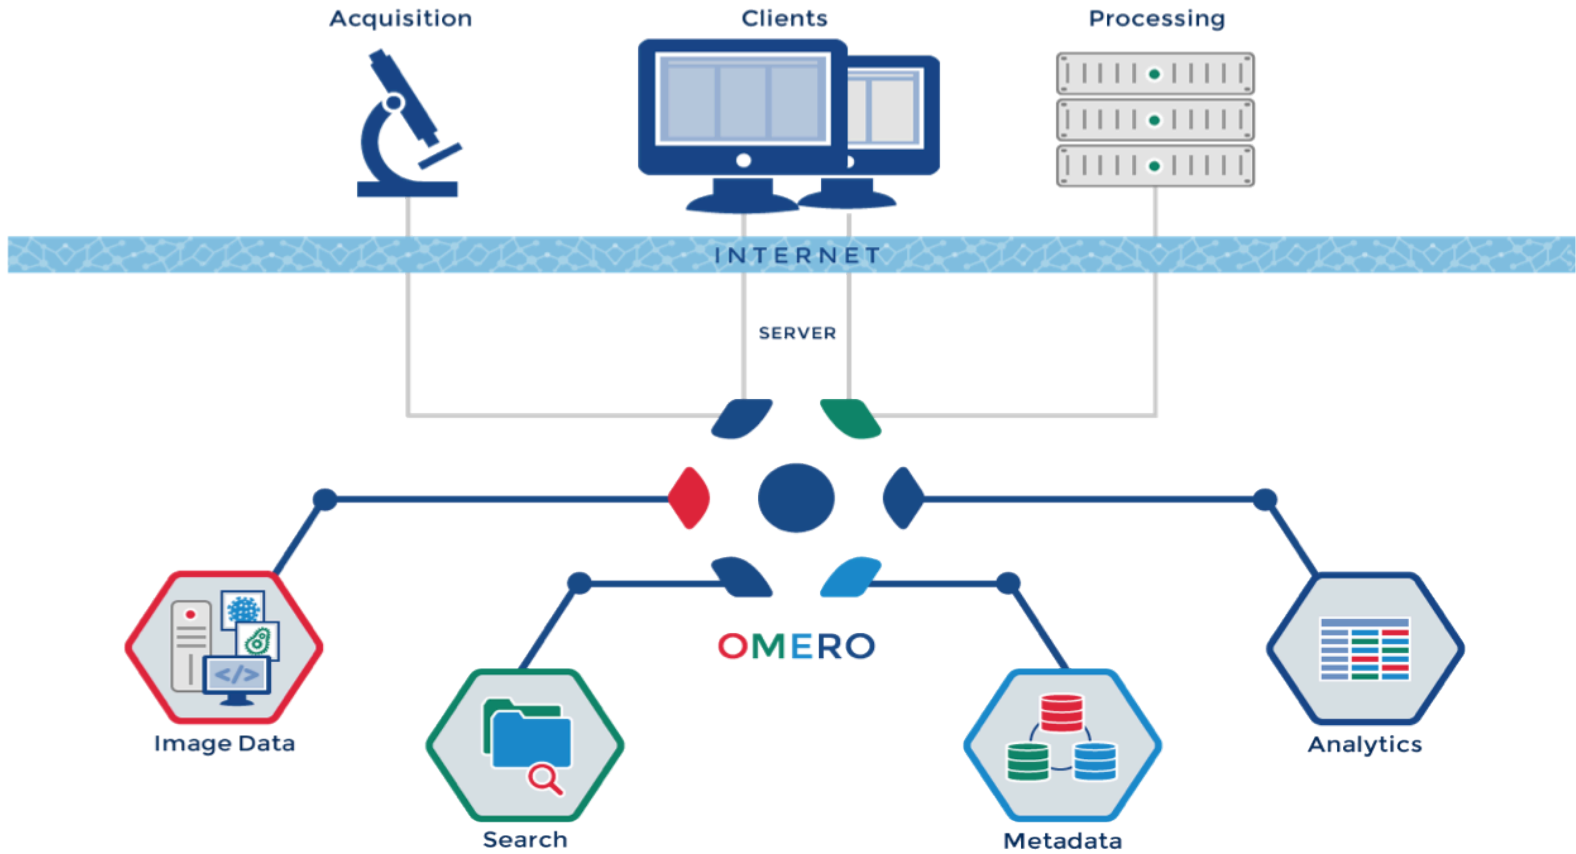 Acquisition
Clients
Processing
INTERNET
SERVER
</>
OMERO
Image Data
Search
Metadata
Analytics